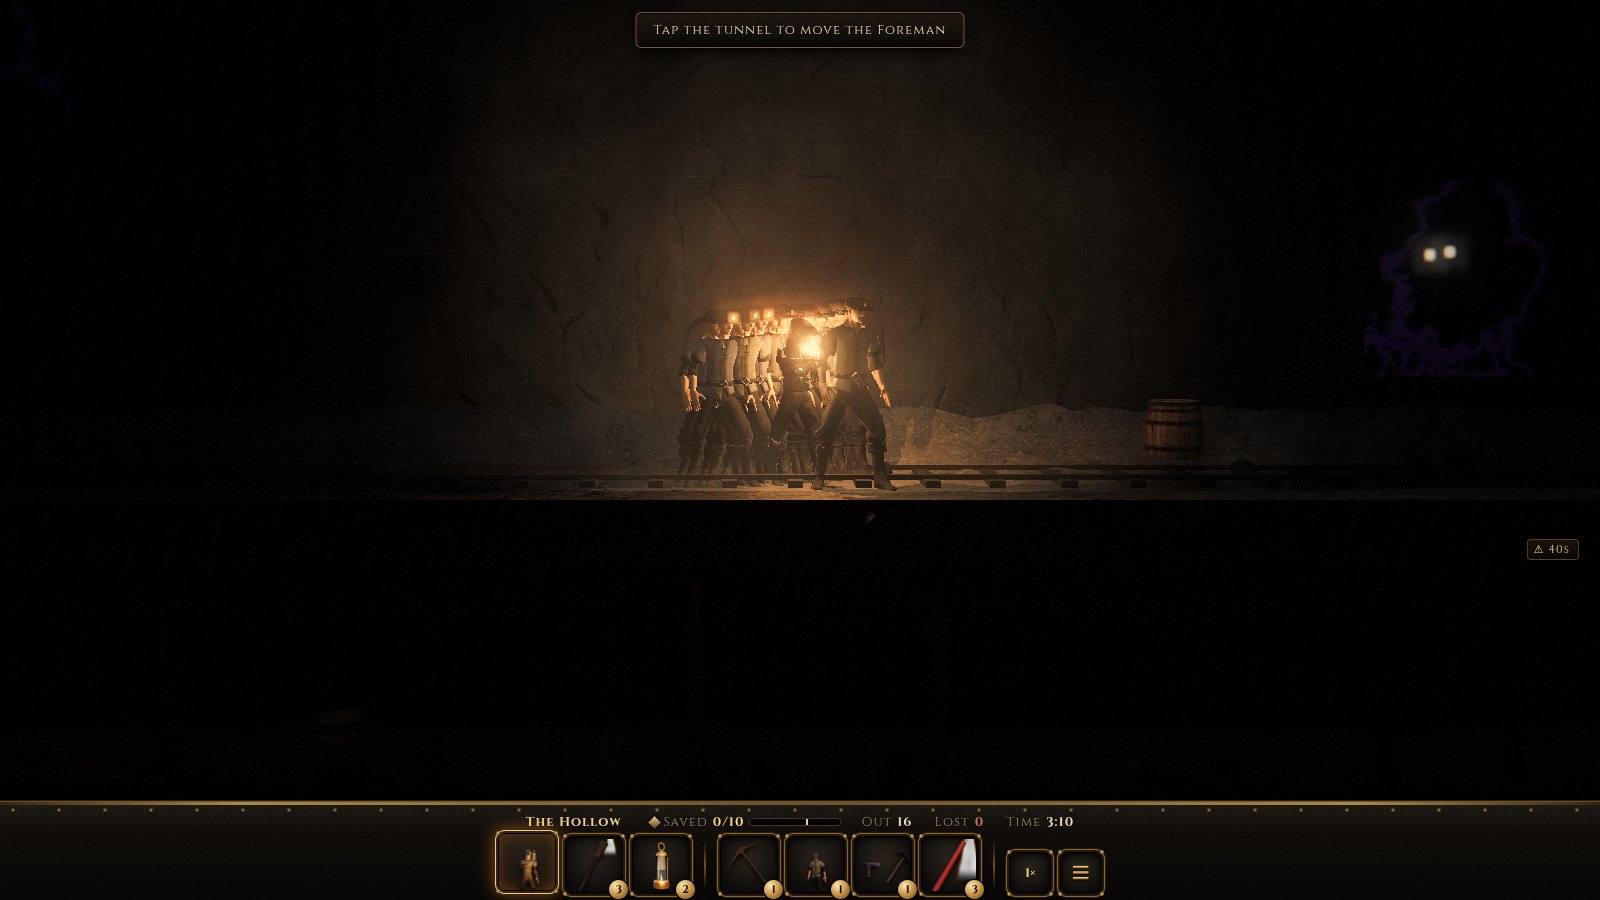 Tap the tunnel to move the Foreman
⚠ 40s
The Hollow Saved 0/10 Out 16 Lost 0 Time 3:10
3 2 1 1 1 3 1×